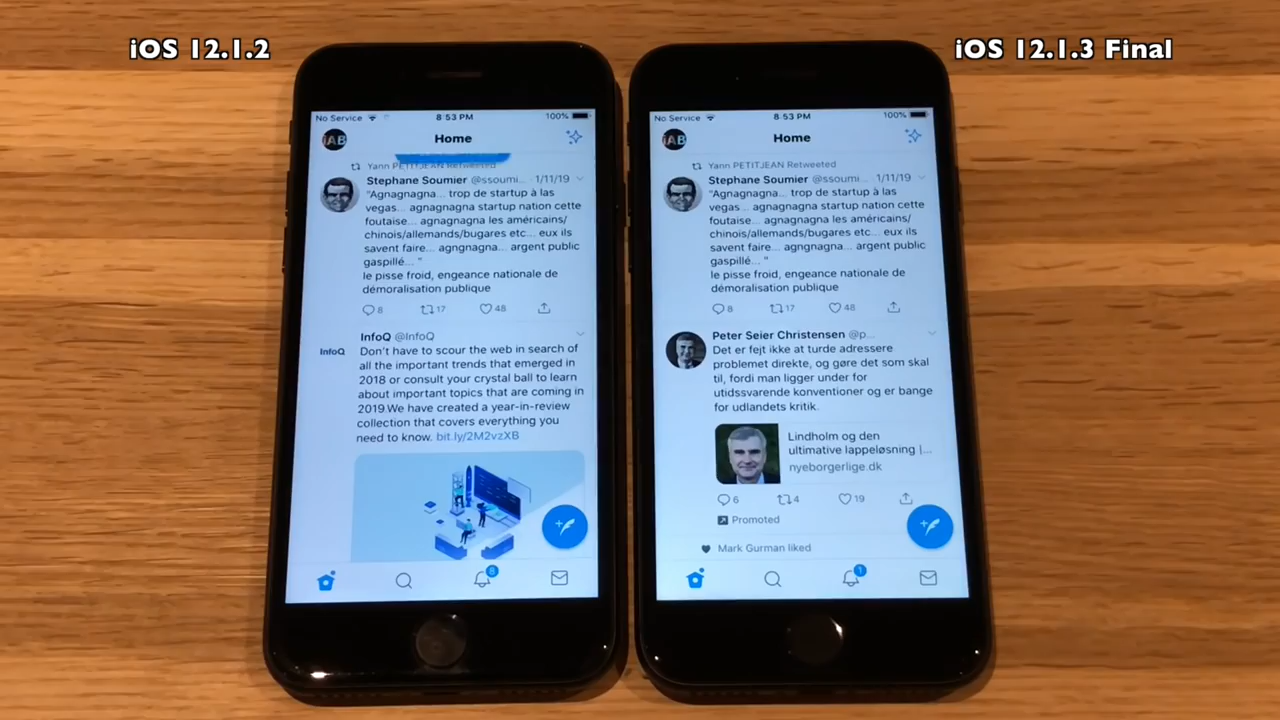 iOS 12.1.2
iOS 12.1.3 Final
No Service
8:53 PM
100%
iAB
Home
Yann PETITJEAN Retweeted
Stephane Soumier @ssoumi... · 1/11/19
"Agnagnagna... trop de startup à las
vegas... agnagnagna startup nation cette
foutaise... agnagnagna les américains/
chinois/allemands/bugares etc... eux ils
savent faire... agngnagna... argent public
gaspillé... "
le pisse froid, engeance nationale de
démoralisation publique
8
17
48
InfoQ @InfoQ
InfoQ
Don't have to scour the web in search of
all the important trends that emerged in
2018 or consult your crystal ball to learn
about important topics that are coming in
2019.We have created a year-in-review
collection that covers everything you
need to know. bit.ly/2M2vzXB
8
No Service
8:53 PM
100%
iAB
Home
Yann PETITJEAN Retweeted
Stephane Soumier @ssoumi... · 1/11/19
"Agnagnagna... trop de startup à las
vegas... agnagnagna startup nation cette
foutaise... agnagnagna les américains/
chinois/allemands/bugares etc... eux ils
savent faire... agngnagna... argent public
gaspillé... "
le pisse froid, engeance nationale de
démoralisation publique
8
17
48
Peter Seier Christensen @p...
Det er fejt ikke at turde adressere
problemet direkte, og gøre det som skal
til, fordi man ligger under for
utidssvarende konventioner og er bange
for udlandets kritik.
Lindholm og den
ultimative lappeløsning |...
nyeborgerlige.dk
6
4
19
Promoted
Mark Gurman liked
1